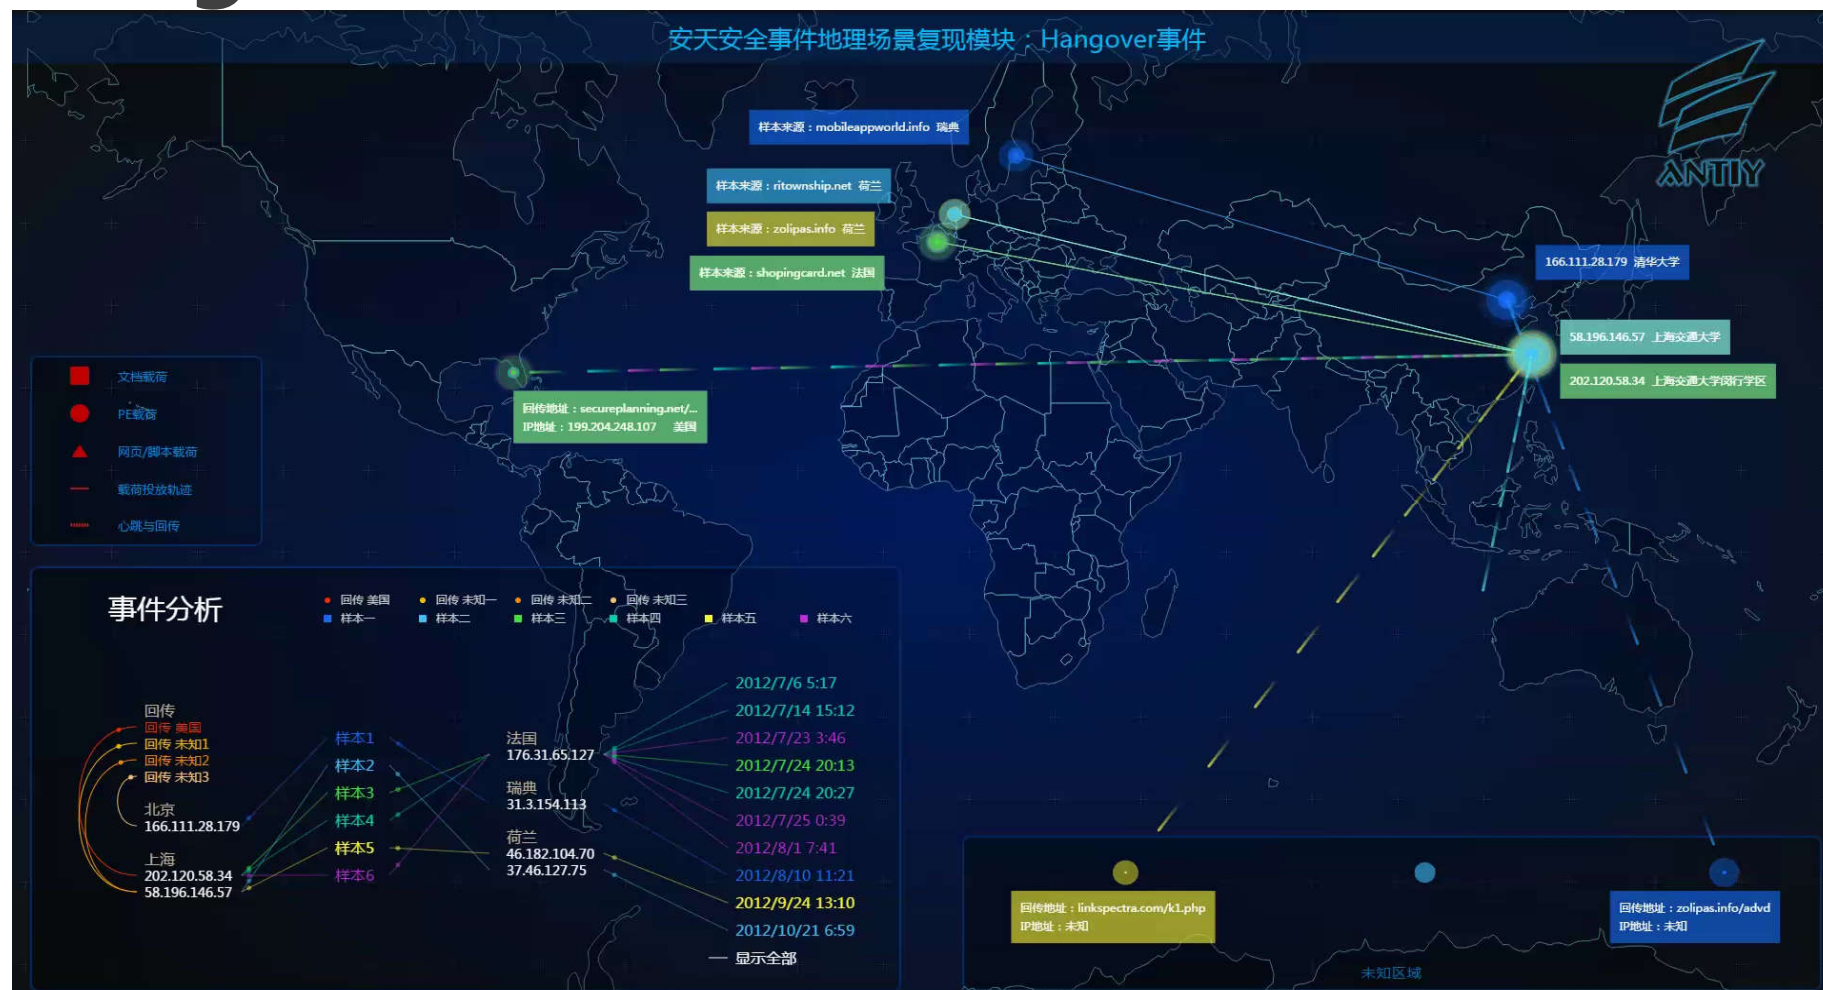 安天安全事件地理场景复现模块：Hangover事件
ANTIY
样本来源：mobileappworld.info 瑞典
样本来源：ritownship.net 荷兰
样本来源：zolipas.info 荷兰
样本来源：shopingcard.net 法国
166.111.28.179 清华大学
58.196.146.57 上海交通大学
202.120.58.34 上海交通大学闵行学区
回传地址：secureplanning.net/...
IP地址：199.204.248.107 美国
文档载荷
PE载荷
网页/脚本载荷
载荷投放轨迹
心跳与回传
事件分析
回传 美国 回传 未知一 回传 未知二 回传 未知三
样本一 样本二 样本三 样本四 样本五 样本六
回传
回传 美国
回传 未知1
回传 未知2
回传 未知3
北京
166.111.28.179
上海
202.120.58.34
58.196.146.57
样本1
样本2
样本3
样本4
样本5
样本6
法国
176.31.65.127
瑞典
31.3.154.113
荷兰
46.182.104.70
37.46.127.75
2012/7/6 5:17
2012/7/14 15:12
2012/7/23 3:46
2012/7/24 20:13
2012/7/24 20:27
2012/7/25 0:39
2012/8/1 7:41
2012/8/10 11:21
2012/9/24 13:10
2012/10/21 6:59
显示全部
回传地址：linkspectra.com/k1.php
IP地址：未知
回传地址：zolipas.info/advd
IP地址：未知
未知区域